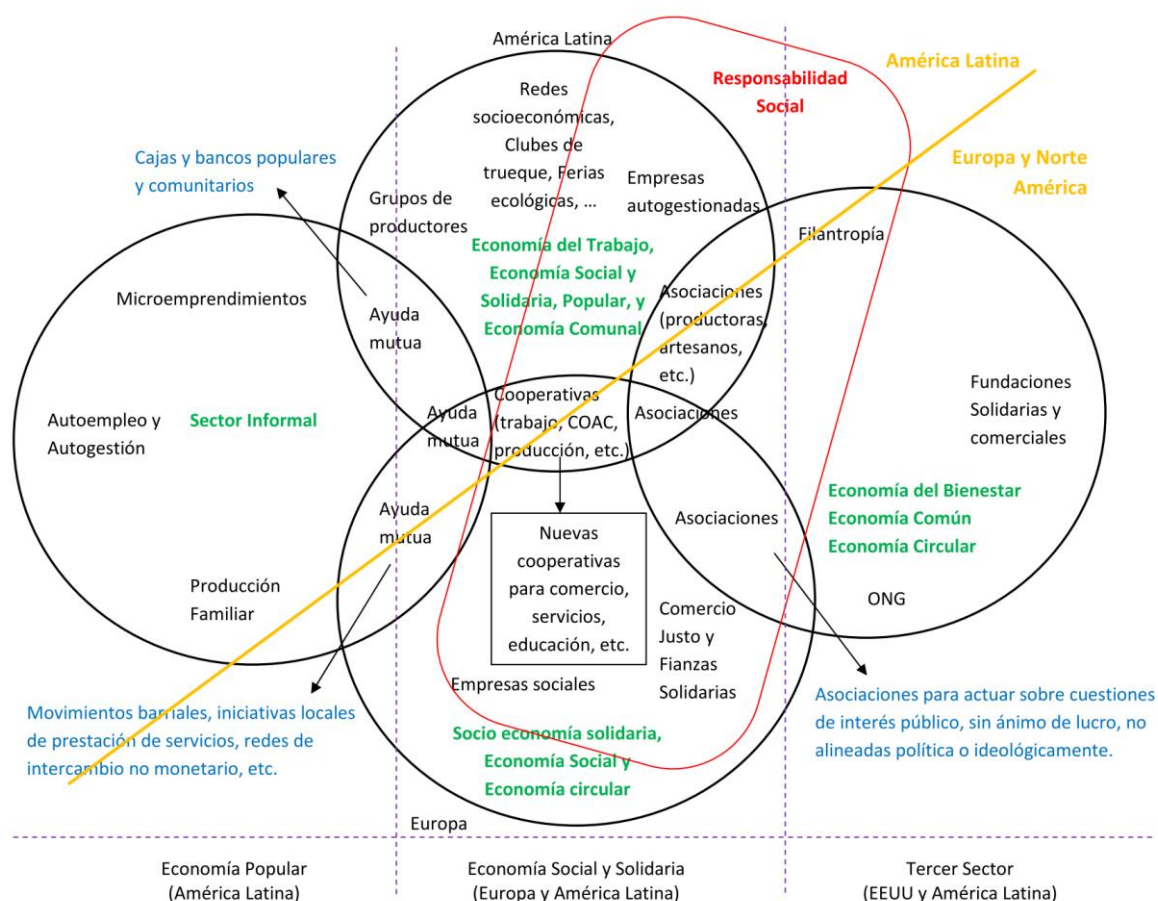 América Latina
Responsabilidad
Social
América Latina
Europa y Norte
América
Redes
socioeconómicas,
Clubes de
trueque, Ferias
ecológicas, ...
Cajas y bancos populares
y comunitarios
Grupos de
productores
Empresas
autogestionadas
Filantropía
Economía del Trabajo,
Economía Social y
Solidaria, Popular, y
Economía Comunal
Microemprendimientos
Ayuda
mutua
Asociaciones
(productoras,
artesanos,
etc.)
Fundaciones
Solidarias y
comerciales
Autoempleo y
Autogestión
Sector Informal
Ayuda
mutua
Cooperativas
(trabajo, COAC,
producción, etc.)
Asociaciones
Economía del Bienestar
Economía Común
Economía Circular
Ayuda
mutua
Nuevas
cooperativas
para comercio,
servicios,
educación, etc.
Asociaciones
Producción
Familiar
ONG
Comercio
Justo y
Fianzas
Solidarias
Empresas sociales
Movimientos barriales, iniciativas locales
de prestación de servicios, redes de
intercambio no monetario, etc.
Socio economía solidaria,
Economía Social y
Economía circular
Asociaciones para actuar sobre cuestiones
de interés público, sin ánimo de lucro, no
alineadas política o ideológicamente.
Europa
Economía Popular
(América Latina)
Economía Social y Solidaria
(Europa y América Latina)
Tercer Sector
(EEUU y América Latina)